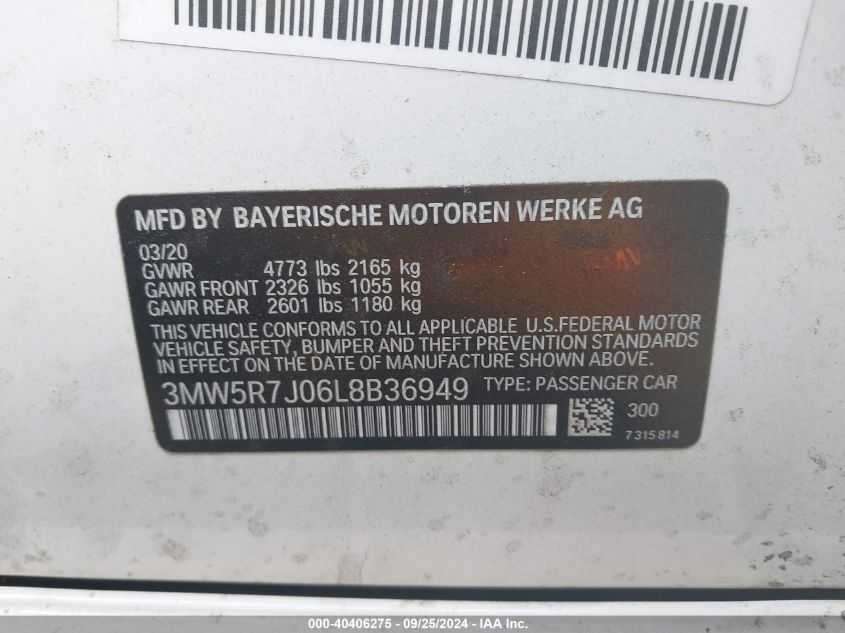 MFD BY BAYERISCHE MOTOREN WERKE AG
03/20
GVWR 4773 lbs 2165 kg
GAWR FRONT 2326 lbs 1055 kg
GAWR REAR 2601 lbs 1180 kg
THIS VEHICLE CONFORMS TO ALL APPLICABLE U.S.FEDERAL MOTOR
VEHICLE SAFETY, BUMPER AND THEFT PREVENTION STANDARDS
IN EFFECT ON THE DATE OF MANUFACTURE SHOWN ABOVE.
3MW5R7J06L8B36949 TYPE: PASSENGER CAR
300
7315814
000-40406275 - 09/25/2024 - IAA Inc.